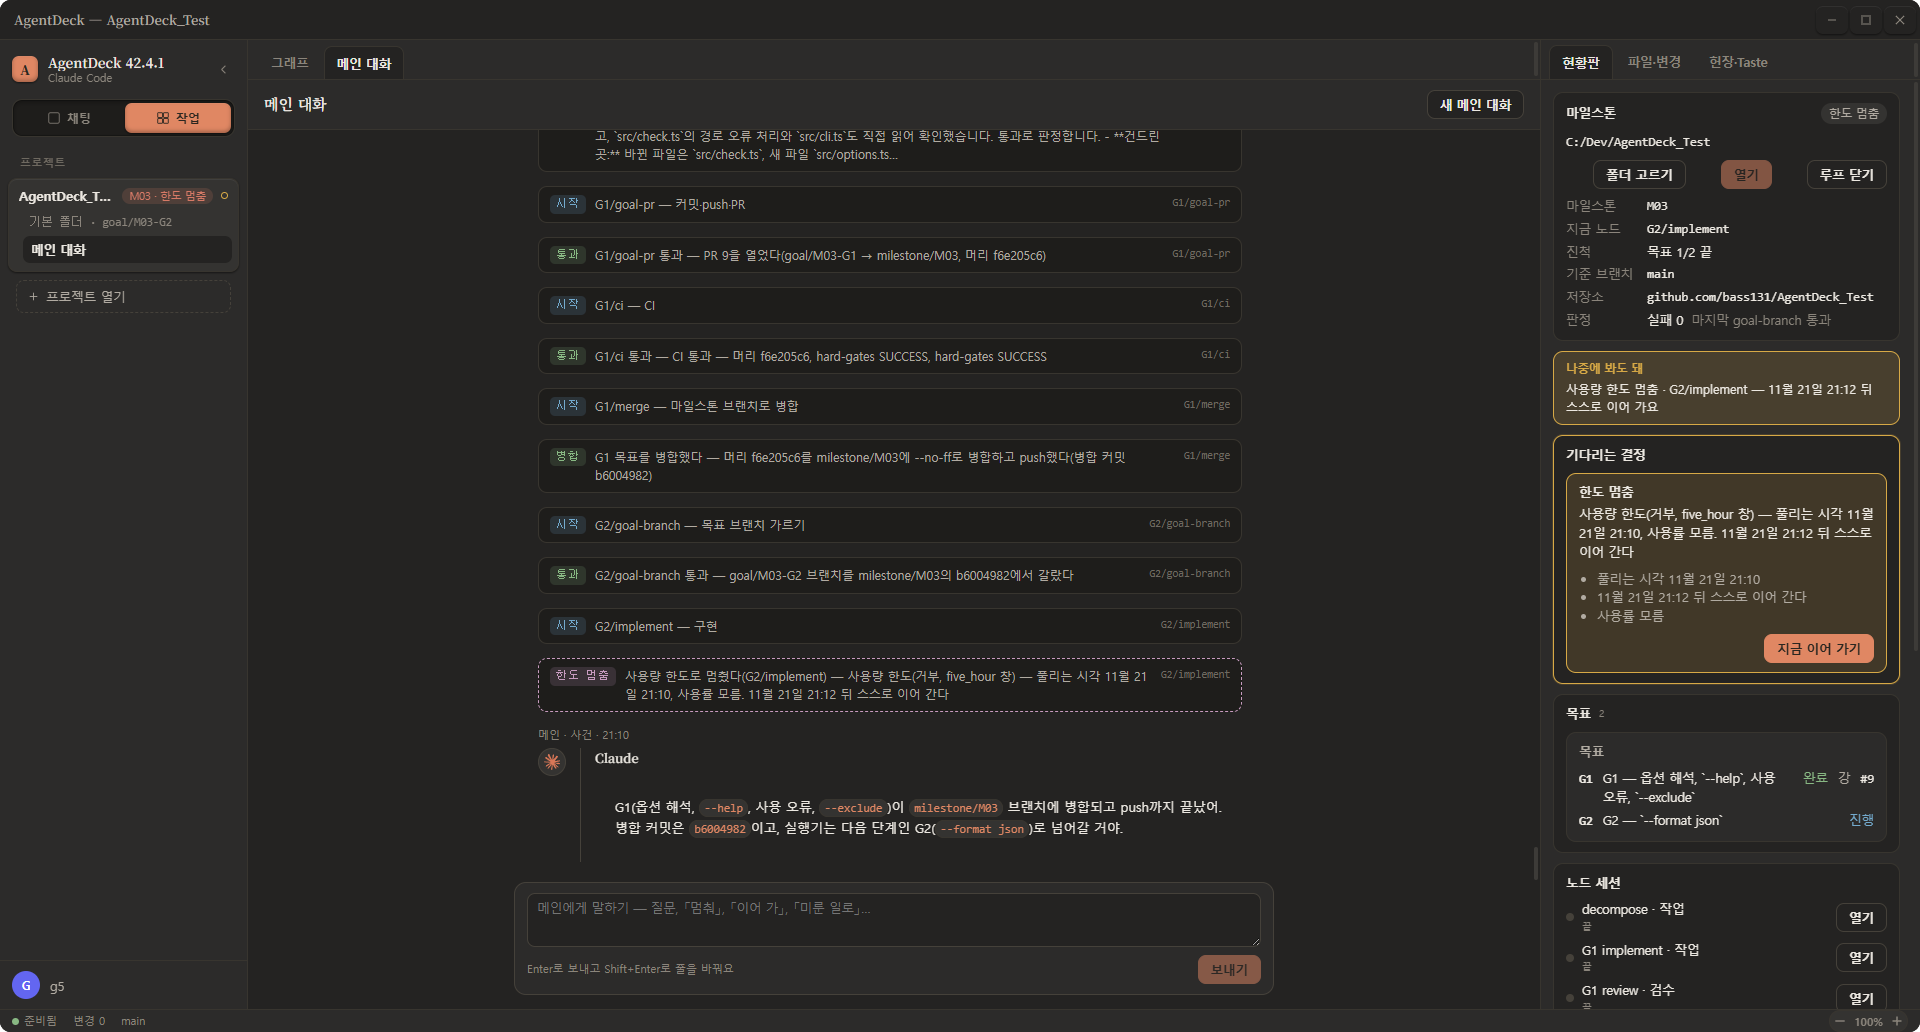 AgentDeck — AgentDeck_Test
A
AgentDeck 42.4.1
Claude Code
채팅
작업
프로젝트
AgentDeck_T...
M03 · 한도 멈춤
기본 폴더 · goal/M03-G2
메인 대화
+ 프로젝트 열기
G
g5
준비됨
변경 0
main
그래프
메인 대화
메인 대화
새 메인 대화
고, `src/check.ts`의 경로 오류 처리와 `src/cli.ts`도 직접 읽어 확인했습니다. 통과로 판정합니다. - **건드린
곳:** 바뀐 파일은 `src/check.ts`, 새 파일 `src/options.ts...
시작
G1/goal-pr — 커밋·push·PR
G1/goal-pr
통과
G1/goal-pr 통과 — PR 9을 열었다(goal/M03-G1 → milestone/M03, 머리 f6e205c6)
G1/goal-pr
시작
G1/ci — CI
G1/ci
통과
G1/ci 통과 — CI 통과 — 머리 f6e205c6, hard-gates SUCCESS, hard-gates SUCCESS
G1/ci
시작
G1/merge — 마일스톤 브랜치로 병합
G1/merge
병합
G1 목표를 병합했다 — 머리 f6e205c6를 milestone/M03에 --no-ff로 병합하고 push했다(병합 커밋
b6004982)
G1/merge
시작
G2/goal-branch — 목표 브랜치 가르기
G2/goal-branch
통과
G2/goal-branch 통과 — goal/M03-G2 브랜치를 milestone/M03의 b6004982에서 갈랐다
G2/goal-branch
시작
G2/implement — 구현
G2/implement
한도 멈춤
사용량 한도로 멈췄다(G2/implement) — 사용량 한도(거부, five_hour 창) — 풀리는 시각 11월 21
일 21:10, 사용률 모름. 11월 21일 21:12 뒤 스스로 이어 간다
G2/implement
메인 · 사건 · 21:10
Claude
G1(옵션 해석, --help, 사용 오류, --exclude)이 milestone/M03 브랜치에 병합되고 push까지 끝났어.
병합 커밋은 b6004982이고, 실행기는 다음 단계인 G2(--format json)로 넘어갈 거야.
메인에게 말하기 — 질문, 「멈춰」, 「이어 가」, 「미룬 일로」...
Enter로 보내고 Shift+Enter로 줄을 바꿔요
보내기
현황판
파일·변경
헌장·Taste
마일스톤
한도 멈춤
C:/Dev/AgentDeck_Test
폴더 고르기
열기
루프 닫기
마일스톤 M03
지금 노드 G2/implement
진척 목표 1/2 끝
기준 브랜치 main
저장소 github.com/bass131/AgentDeck_Test
판정 실패 0 마지막 goal-branch 통과
나중에 봐도 돼
사용량 한도 멈춤 · G2/implement — 11월 21일 21:12 뒤
스스로 이어 가요
기다리는 결정
한도 멈춤
사용량 한도(거부, five_hour 창) — 풀리는 시각 11월
21일 21:10, 사용률 모름. 11월 21일 21:12 뒤 스스로
이어 간다
풀리는 시각 11월 21일 21:10
11월 21일 21:12 뒤 스스로 이어 간다
사용률 모름
지금 이어 가기
목표 2
목표
G1 G1 — 옵션 해석, `--help`, 사용
오류, `--exclude`
완료 강 #9
G2 G2 — `--format json`
진행
노드 세션
decompose · 작업
끝
열기
G1 implement · 작업
끝
열기
G1 review · 검수
끝
열기
100%